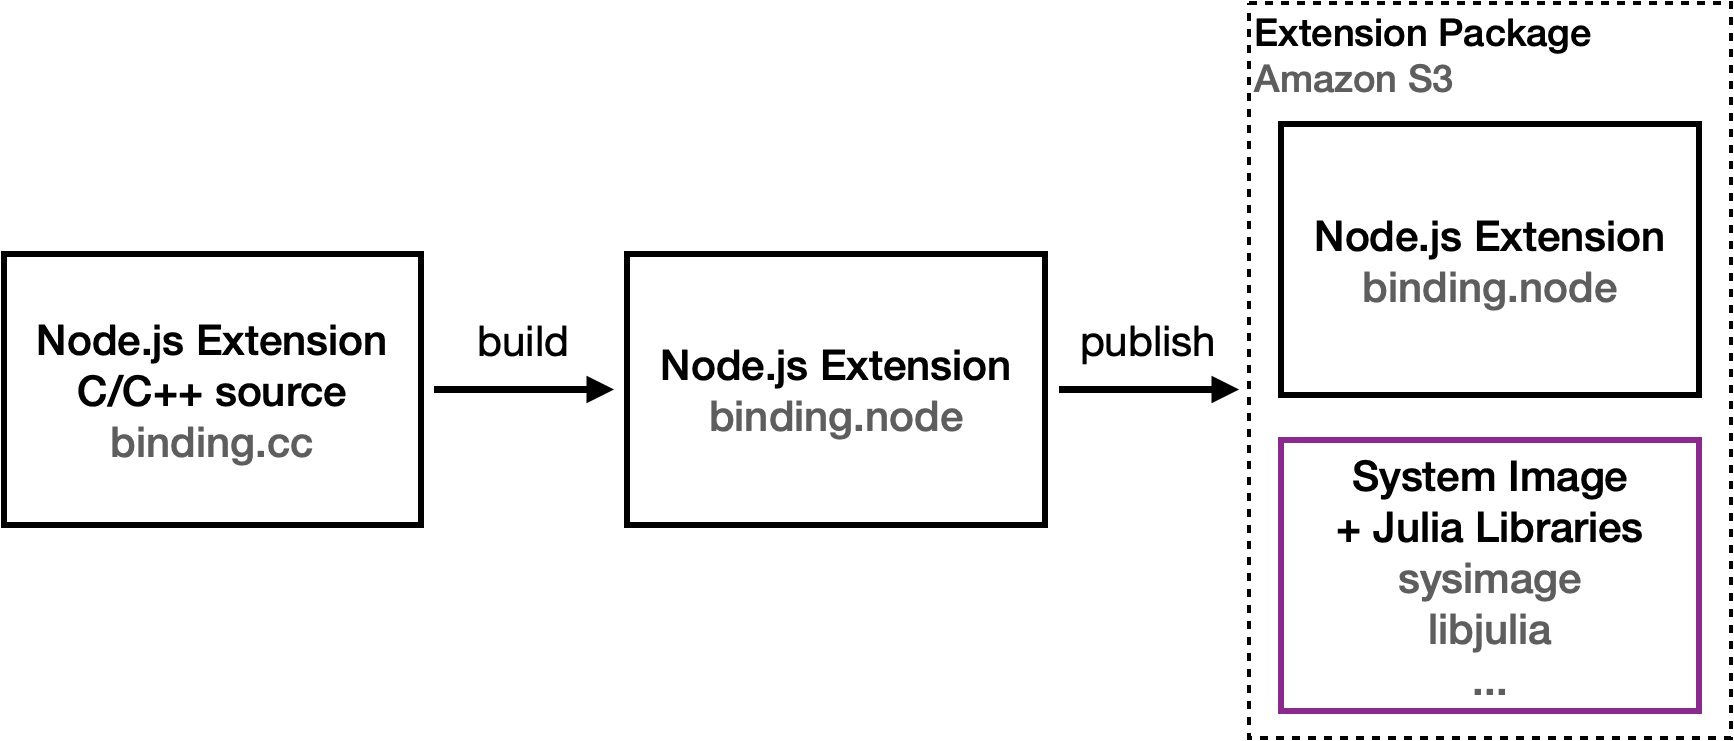 Node.js Extension
C/C++ source
binding.cc
build
Node.js Extension
binding.node
publish
Extension Package
Amazon S3
Node.js Extension
binding.node
System Image
+ Julia Libraries
sysimage
libjulia
...